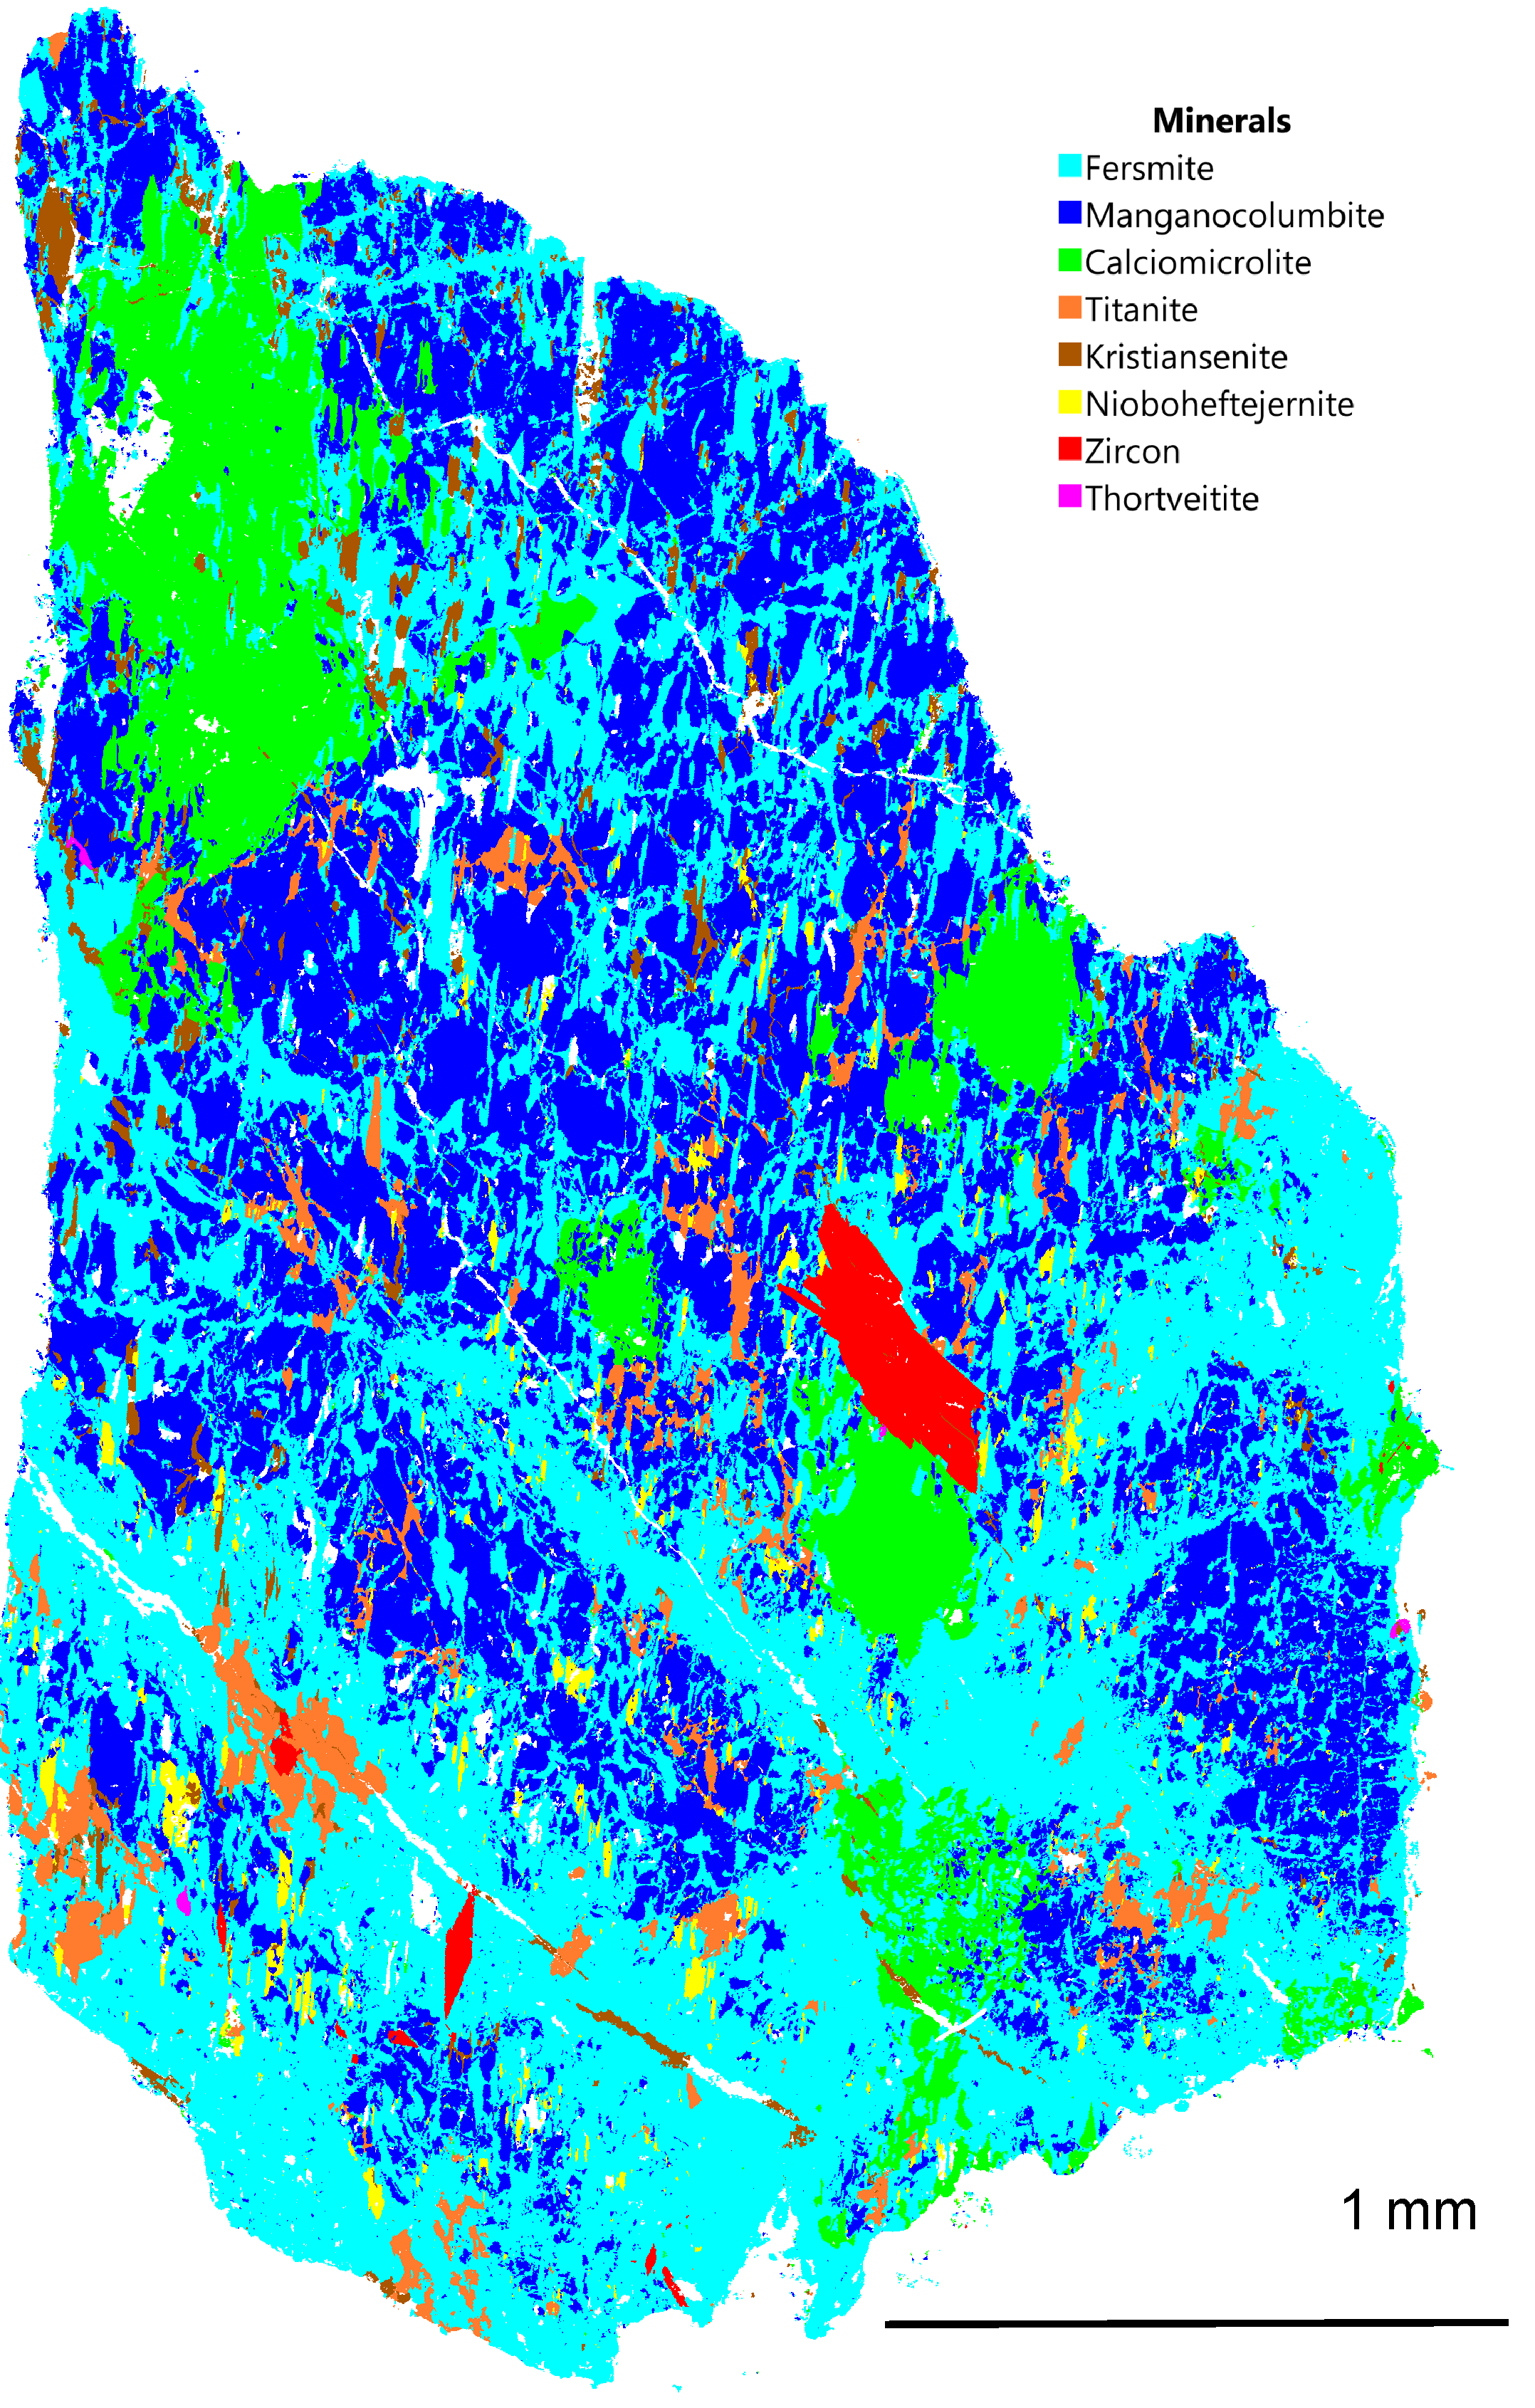 Minerals
Fersmite
Manganocolumbite
Calciomicrolite
Titanite
Kristiansenite
Nioboheftejernite
Zircon
Thortveitite
1 mm